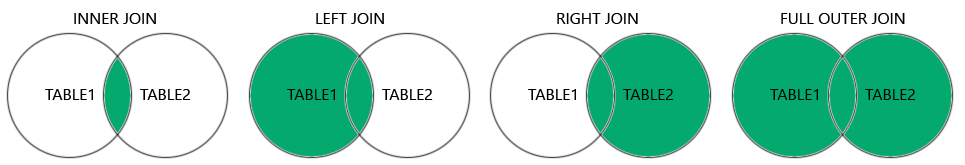 INNER JOIN
LEFT JOIN
RIGHT JOIN
FULL OUTER JOIN
TABLE1
TABLE2
TABLE1
TABLE2
TABLE1
TABLE2
TABLE1
TABLE2